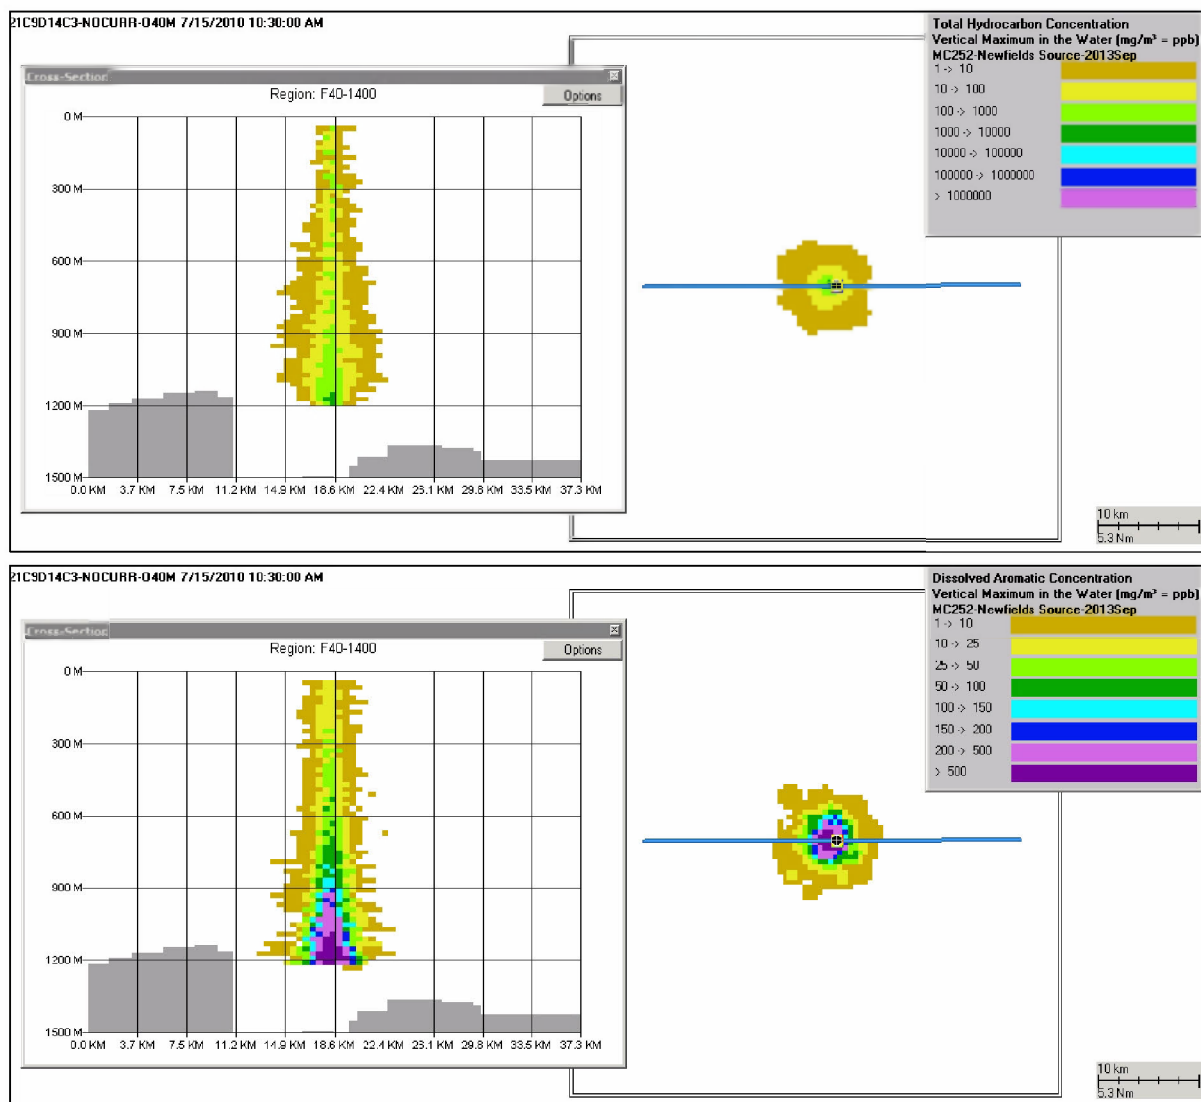 21C9D14C3-NOCURR-O40M 7/15/2010 10:30:00 AM
Total Hydrocarbon Concentration
Vertical Maximum in the Water (mg/m³ = ppb)
MC252-Newfields Source-2013Sep
1 -> 10
10 -> 100
100 -> 1000
1000 -> 10000
10000 -> 100000
100000 -> 1000000
> 1000000
Cross-Section
Region: F40-1400
Options
0 M
300 M
600 M
900 M
1200 M
1500 M
0.0 KM 3.7 KM 7.5 KM 11.2 KM 14.9 KM 18.6 KM 22.4 KM 26.1 KM 29.8 KM 33.5 KM 37.3 KM
10 km
5.3 Nm
21C9D14C3-NOCURR-O40M 7/15/2010 10:30:00 AM
Dissolved Aromatic Concentration
Vertical Maximum in the Water (mg/m³ = ppb)
MC252-Newfields Source-2013Sep
1 -> 10
10 -> 25
25 -> 50
50 -> 100
100 -> 150
150 -> 200
200 -> 500
> 500
Cross-Section
Region: F40-1400
Options
0 M
300 M
600 M
900 M
1200 M
1500 M
0.0 KM 3.7 KM 7.5 KM 11.2 KM 14.9 KM 18.6 KM 22.4 KM 26.1 KM 29.8 KM 33.5 KM 37.3 KM
10 km
5.3 Nm